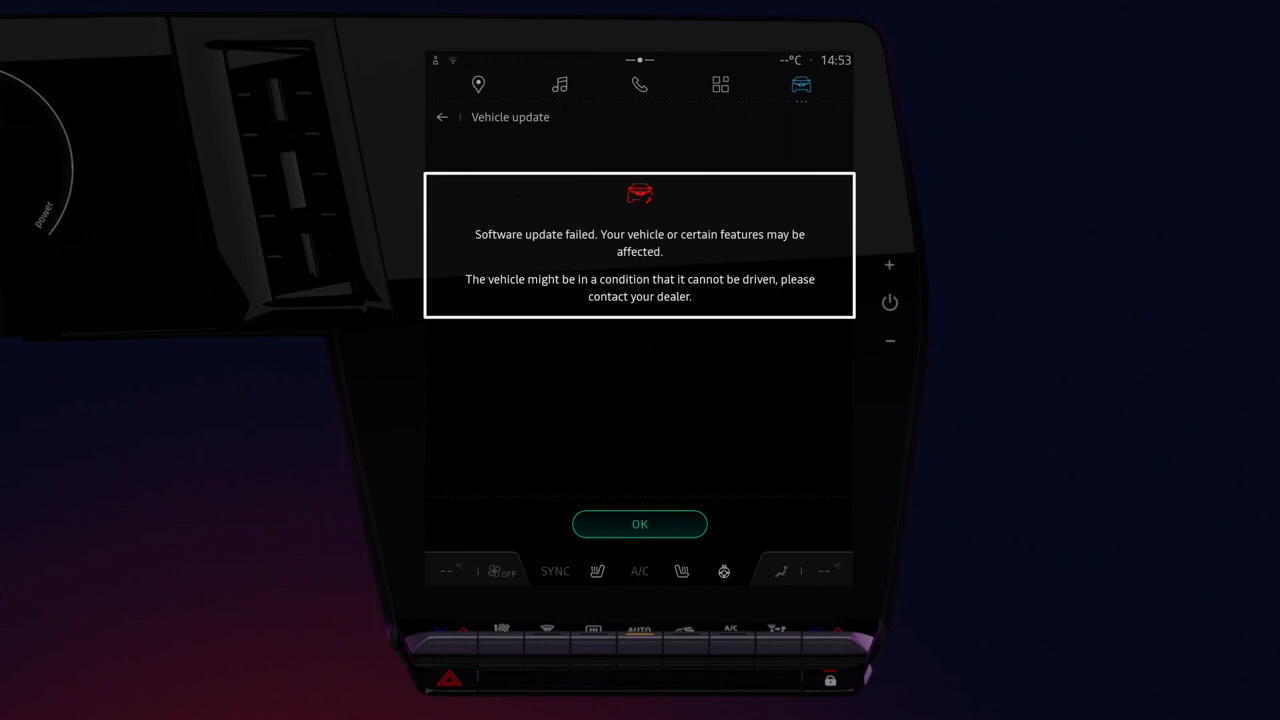 --°C · 14:53
Vehicle update
power
Software update failed. Your vehicle or certain features may be
affected.
The vehicle might be in a condition that it cannot be driven, please
contact your dealer.
OK
-- °C OFF SYNC A/C -- °C
AUTO A/C